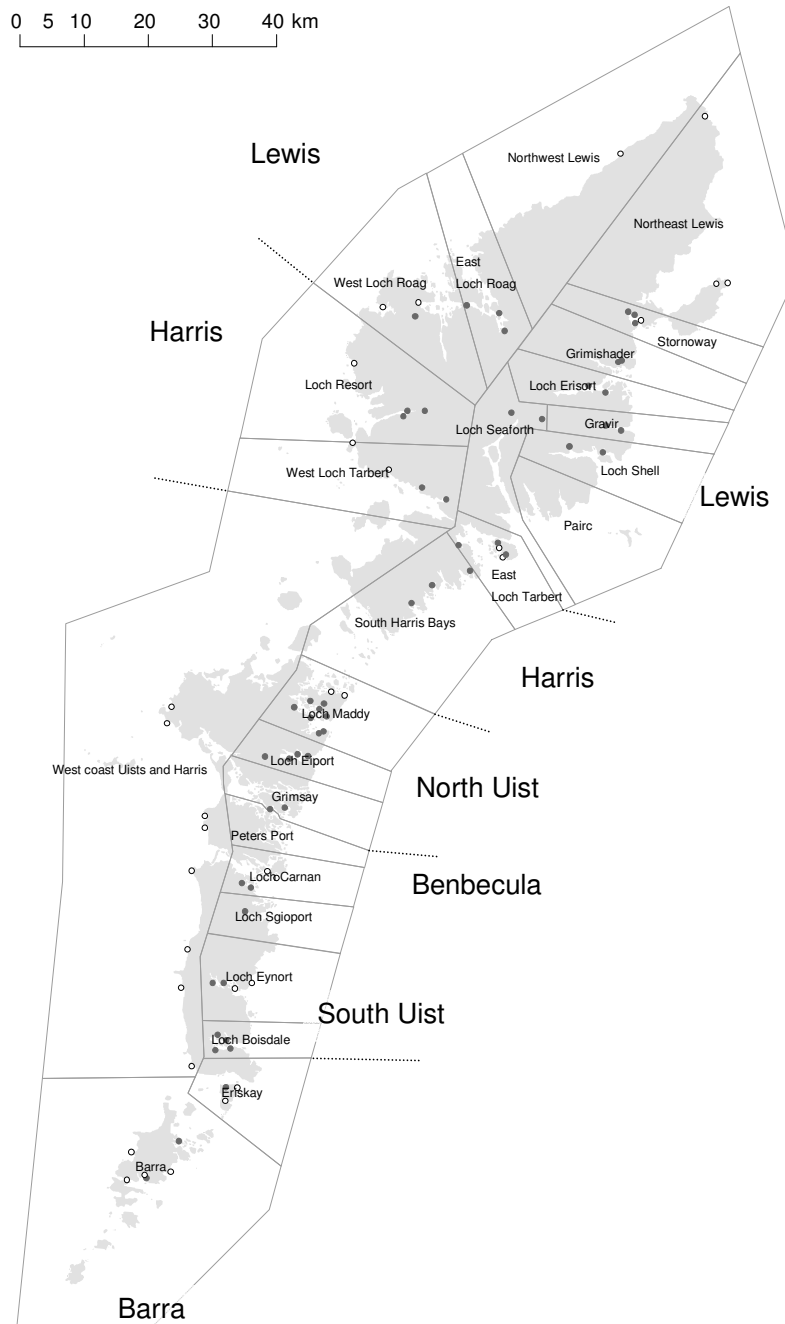 0 5 10 20 30 40 km
Lewis
Northwest Lewis
Northeast Lewis
East
Loch Roag
West Loch Roag
Harris
Stornoway
Grimishader
Loch Resort
Loch Erisort
Loch Seaforth
Gravir
West Loch Tarbert
Loch Shell
Lewis
Pairc
East
Loch Tarbert
South Harris Bays
Harris
Loch Maddy
West coast Uists and Harris
Loch Eiport
North Uist
Grimsay
Peters Port
Loch Carnan
Benbecula
Loch Sgioport
Loch Eynort
South Uist
Loch Boisdale
Eriskay
Barra
Barra